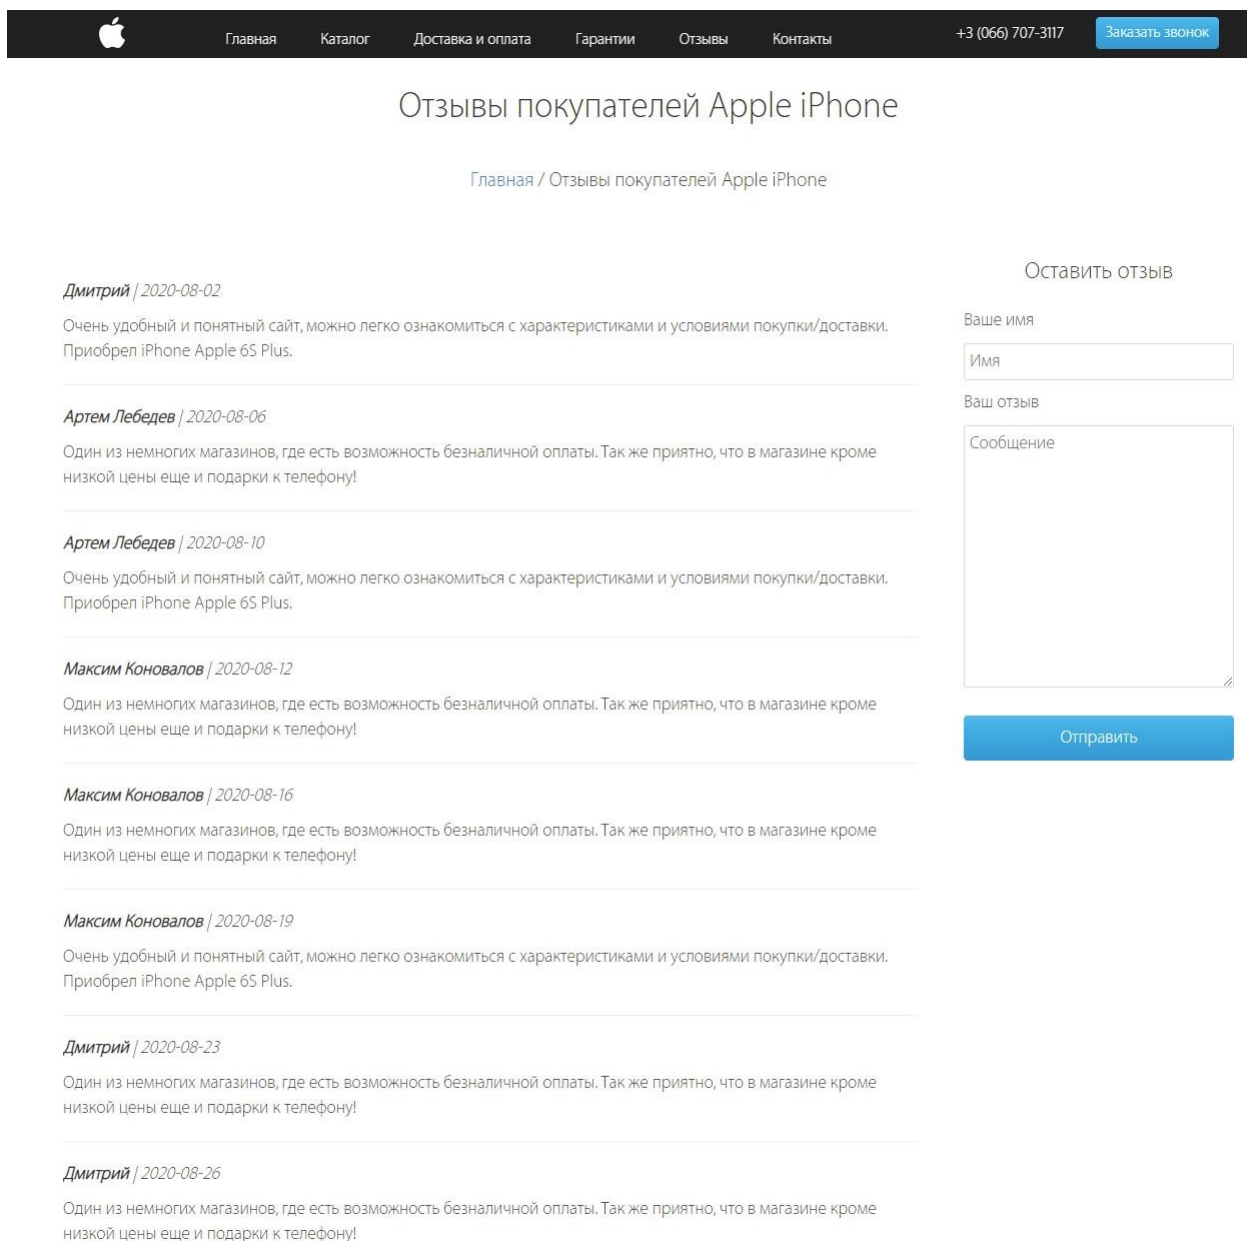 Главная Каталог Доставка и оплата Гарантии Отзывы Контакты +3 (066) 707-3117 Заказать звонок
Отзывы покупателей Apple iPhone
Главная / Отзывы покупателей Apple iPhone
Дмитрий | 2020-08-02
Очень удобный и понятный сайт, можно легко ознакомиться с характеристиками и условиями покупки/доставки.
Приобрел iPhone Apple 6S Plus.
Артем Лебедев | 2020-08-06
Один из немногих магазинов, где есть возможность безналичной оплаты. Так же приятно, что в магазине кроме
низкой цены еще и подарки к телефону!
Артем Лебедев | 2020-08-10
Очень удобный и понятный сайт, можно легко ознакомиться с характеристиками и условиями покупки/доставки.
Приобрел iPhone Apple 6S Plus.
Максим Коновалов | 2020-08-12
Один из немногих магазинов, где есть возможность безналичной оплаты. Так же приятно, что в магазине кроме
низкой цены еще и подарки к телефону!
Максим Коновалов | 2020-08-16
Один из немногих магазинов, где есть возможность безналичной оплаты. Так же приятно, что в магазине кроме
низкой цены еще и подарки к телефону!
Максим Коновалов | 2020-08-19
Очень удобный и понятный сайт, можно легко ознакомиться с характеристиками и условиями покупки/доставки.
Приобрел iPhone Apple 6S Plus.
Дмитрий | 2020-08-23
Один из немногих магазинов, где есть возможность безналичной оплаты. Так же приятно, что в магазине кроме
низкой цены еще и подарки к телефону!
Дмитрий | 2020-08-26
Один из немногих магазинов, где есть возможность безналичной оплаты. Так же приятно, что в магазине кроме
низкой цены еще и подарки к телефону!
Оставить отзыв
Ваше имя
Имя
Ваш отзыв
Сообщение
Отправить